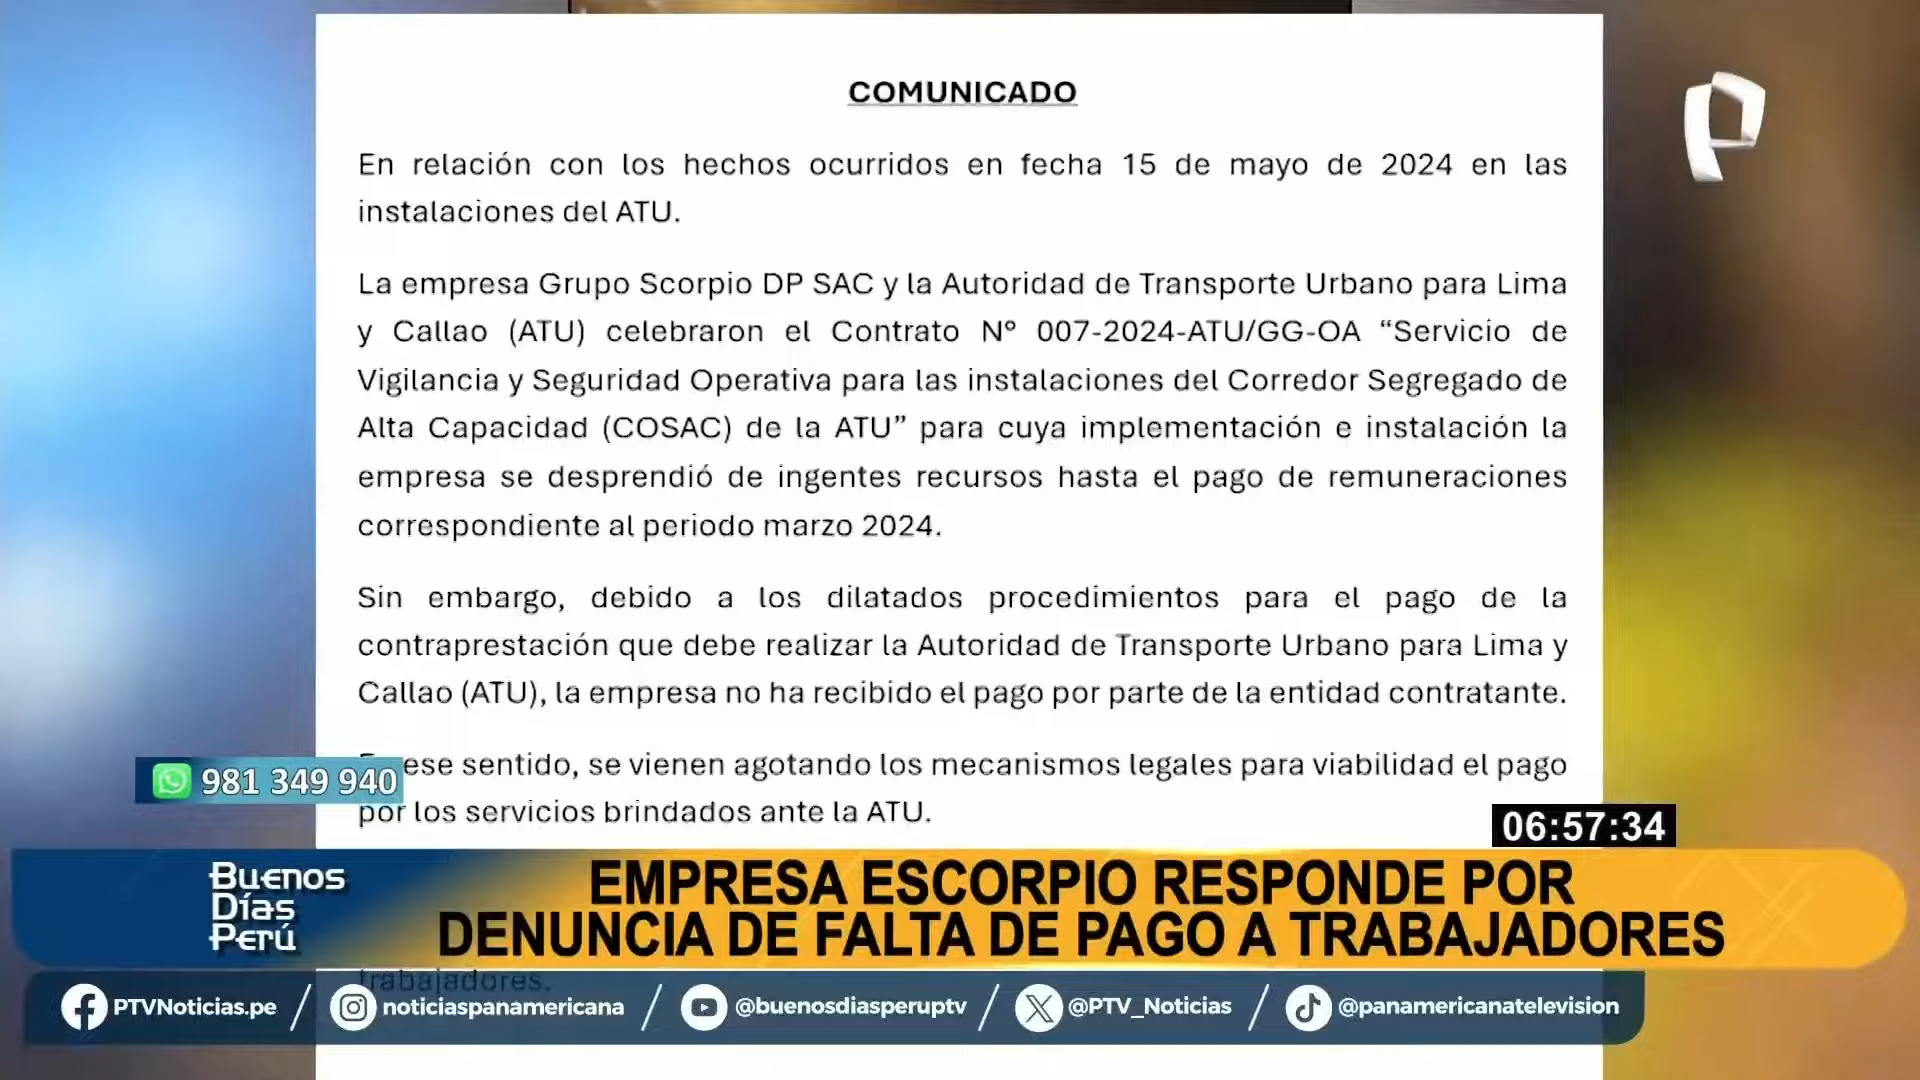 COMUNICADO
En relación con los hechos ocurridos en fecha 15 de mayo de 2024 en las
instalaciones del ATU.
La empresa Grupo Scorpio DP SAC y la Autoridad de Transporte Urbano para Lima
y Callao (ATU) celebraron el Contrato Nº 007-2024-ATU/GG-OA “Servicio de
Vigilancia y Seguridad Operativa para las instalaciones del Corredor Segregado de
Alta Capacidad (COSAC) de la ATU” para cuya implementación e instalación la
empresa se desprendió de ingentes recursos hasta el pago de remuneraciones
correspondiente al periodo marzo 2024.
Sin embargo, debido a los dilatados procedimientos para el pago de la
contraprestación que debe realizar la Autoridad de Transporte Urbano para Lima y
Callao (ATU), la empresa no ha recibido el pago por parte de la entidad contratante.
ese sentido, se vienen agotando los mecanismos legales para viabilidad el pago
por los servicios brindados ante la ATU.
981 349 940
06:57:34
Buenos
Días
Perú
EMPRESA ESCORPIO RESPONDE POR
DENUNCIA DE FALTA DE PAGO A TRABAJADORES
trabajadores.
PTVNoticias.pe / noticiaspanamericana / @buenosdiasperuptv / @PTV_Noticias / @panamericanatelevision